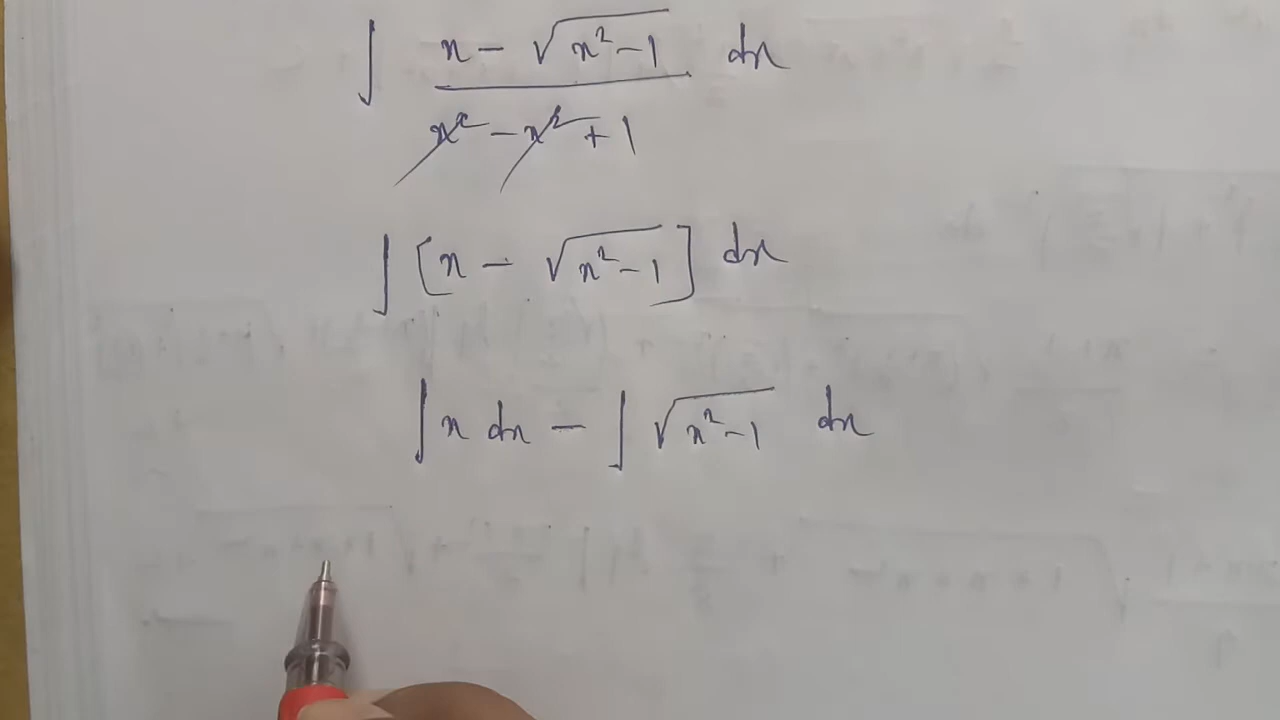 ∫ x - √(x² - 1) / (x² - x² + 1) dx
∫ [x - √(x² - 1)] dx
∫ x dx - ∫ √(x² - 1) dx